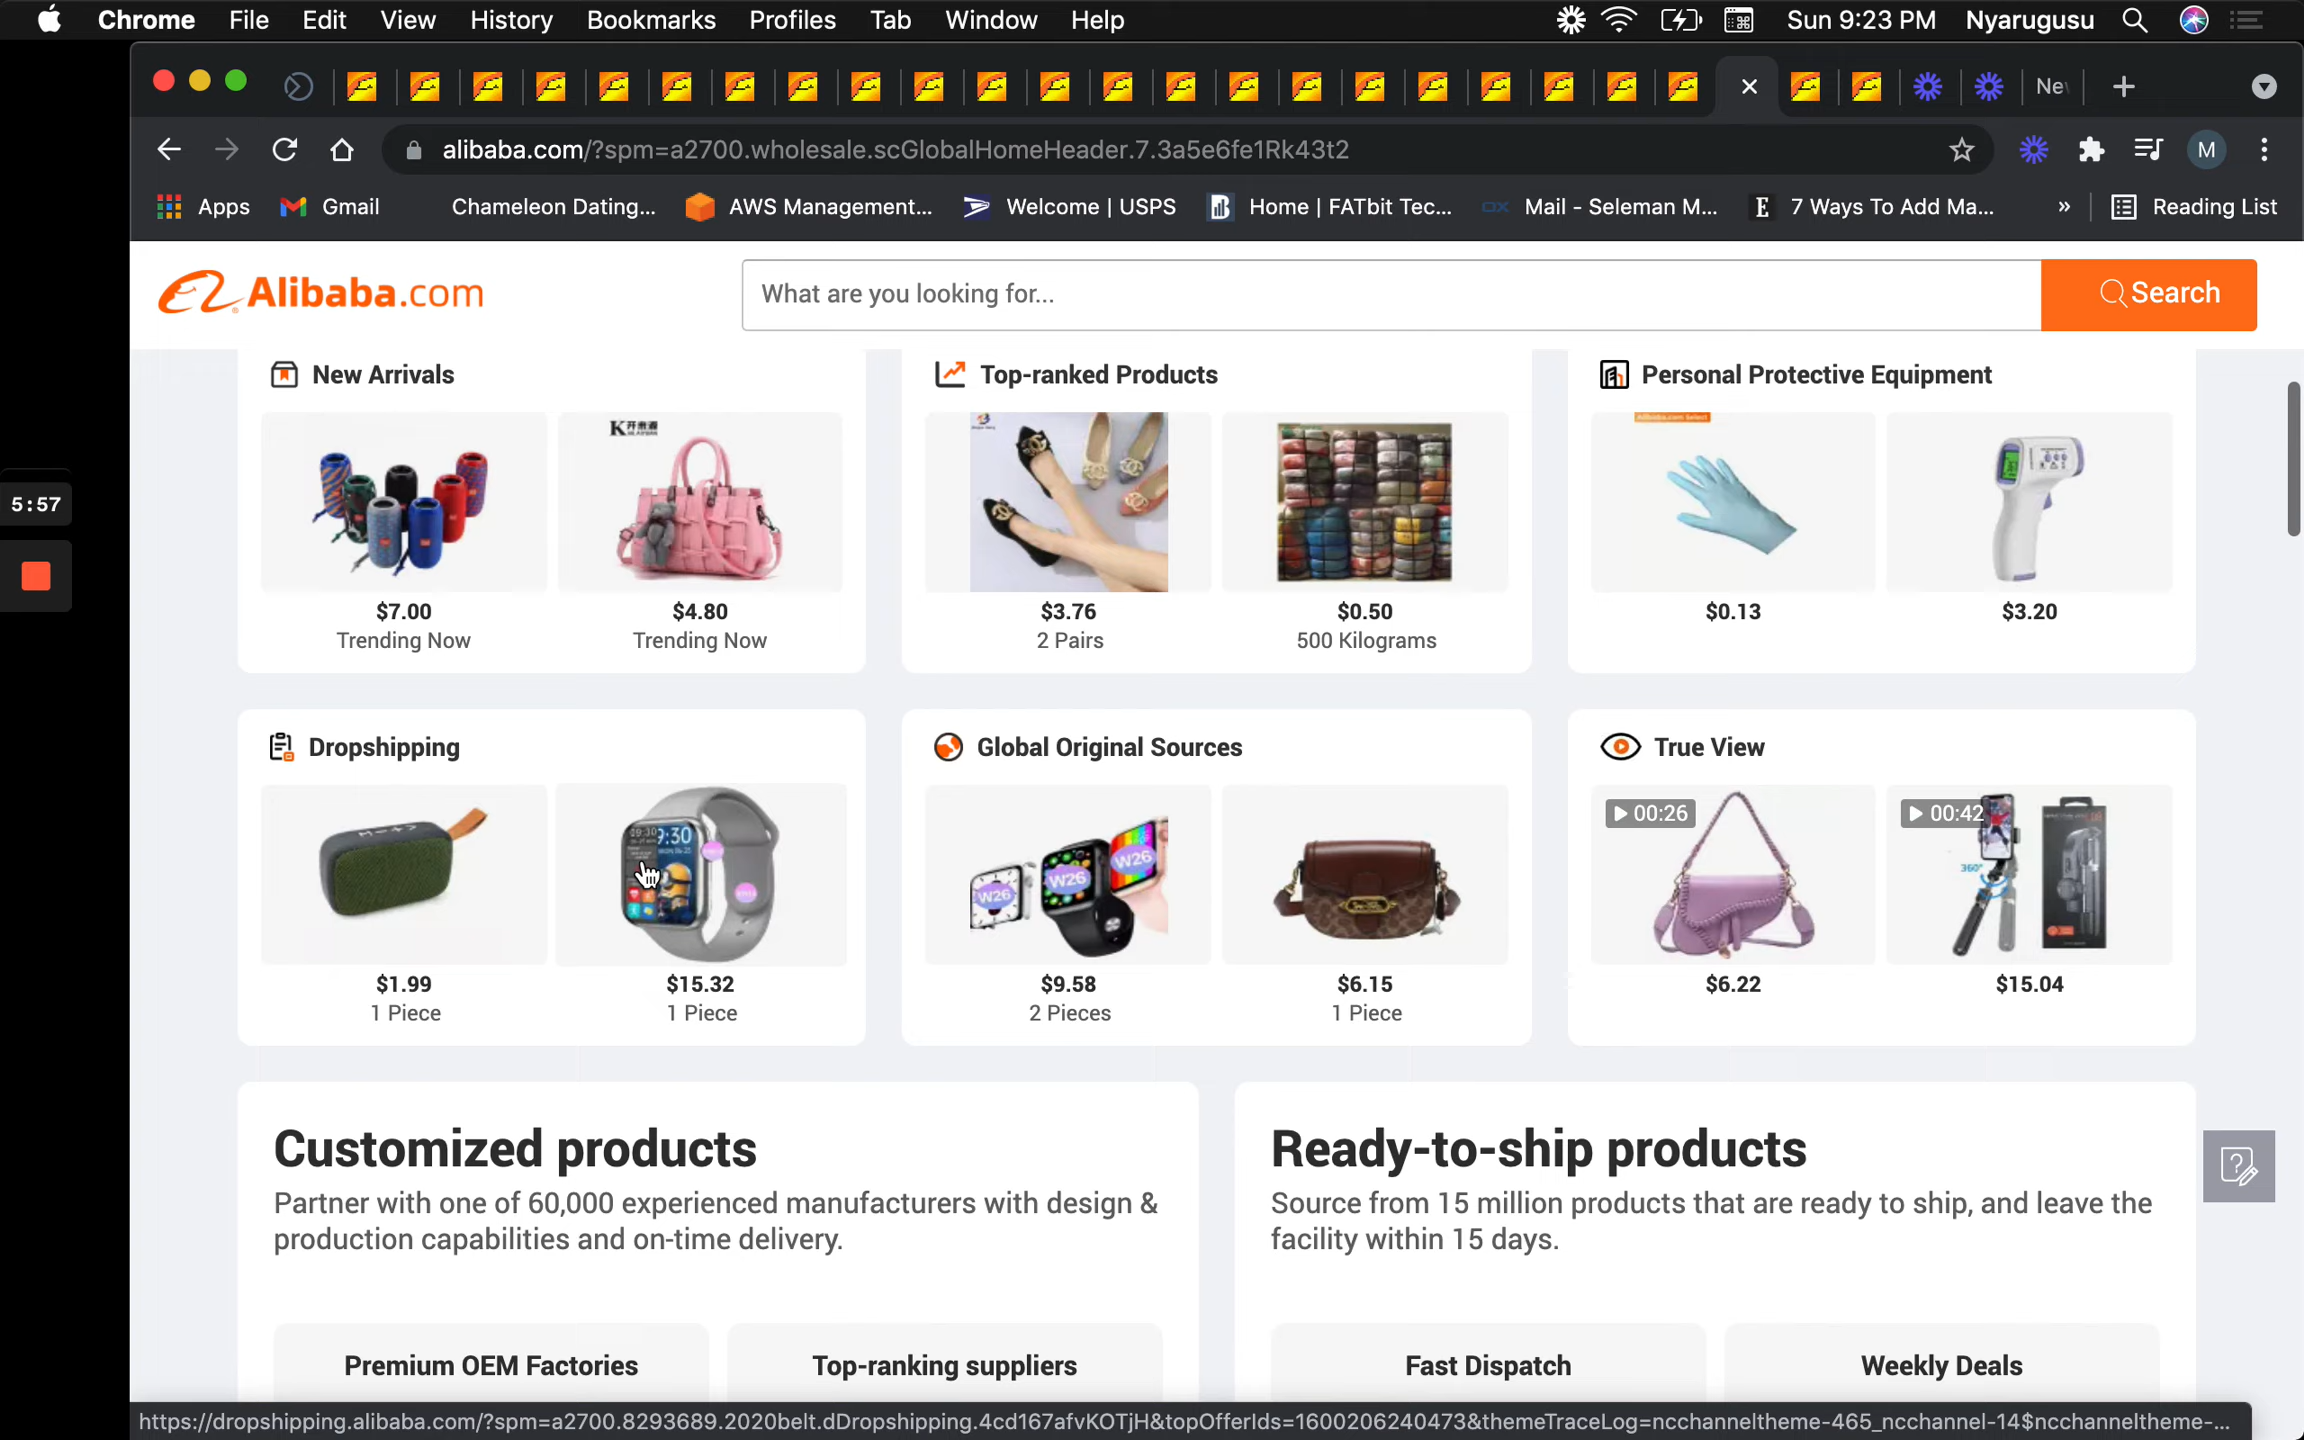 Chrome File Edit View History Bookmarks Profiles Tab Window Help Sun 9:23 PM Nyarugusu
Ne
alibaba.com/?spm=a2700.wholesale.scGlobalHomeHeader.7.3a5e6fe1Rk43t2 M
Apps Gmail Chameleon Dating... AWS Management... Welcome | USPS Home | FATbit Tec... Mail - Seleman M... 7 Ways To Add Ma... » Reading List
Alibaba.com What are you looking for... Search
New Arrivals Top-ranked Products Personal Protective Equipment
5:57
$7.00 $4.80 $3.76 $0.50 $0.13 $3.20
Trending Now Trending Now 2 Pairs 500 Kilograms
Dropshipping Global Original Sources True View
00:26 00:42
9:30
W26 W26 W26
360°
$1.99 $15.32 $9.58 $6.15 $6.22 $15.04
1 Piece 1 Piece 2 Pieces 1 Piece
Customized products
Partner with one of 60,000 experienced manufacturers with design &
production capabilities and on-time delivery.
Premium OEM Factories Top-ranking suppliers
Ready-to-ship products
Source from 15 million products that are ready to ship, and leave the
facility within 15 days.
Fast Dispatch Weekly Deals
https://dropshipping.alibaba.com/?spm=a2700.8293689.2020belt.dDropshipping.4cd167afvKOTjH&topOfferIds=1600206240473&themeTraceLog=ncchanneltheme-465_ncchannel-14$ncchanneltheme-...